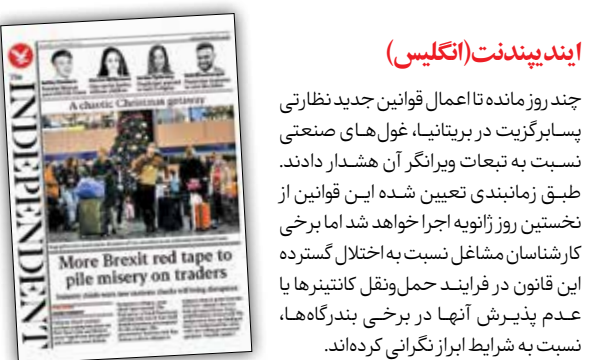 ایندیپندنت(انگلیس)
چند روز مانده تا اعمال قوانین جدید نظارتی
پسابرگزیت در بریتانیا، غول‌های صنعتی
نسبت به تبعات ویرانگر آن هشدار دادند.
طبق زمانبندی تعیین شده این قوانین از
نخستین روز ژانویه اجرا خواهد شد اما برخی
کارشناسان مشاغل نسبت به اختلال گسترده
این قانون در فرایند حمل‌ونقل کانتینرها یا
عدم پذیرش آنها در برخی بندرگاه‌ها،
نسبت به شرایط ابراز نگرانی کرده‌اند.
The
INDEPENDENT
A chaotic Christmas getaway
More Brexit red tape to
pile misery on traders